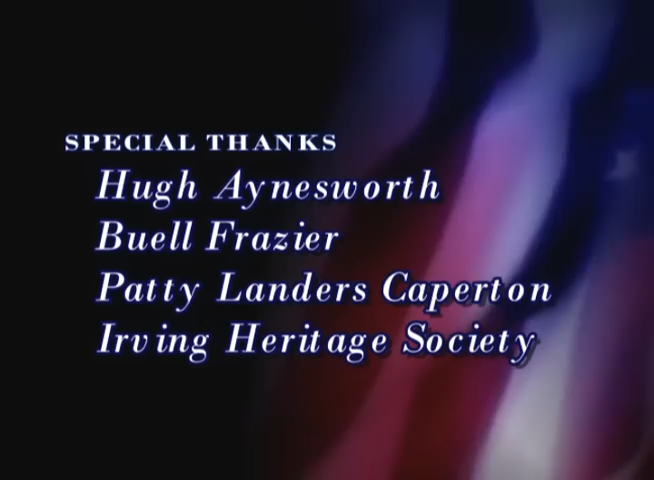 SPECIAL THANKS
Hugh Aynesworth
Buell Frazier
Patty Landers Caperton
Irving Heritage Society